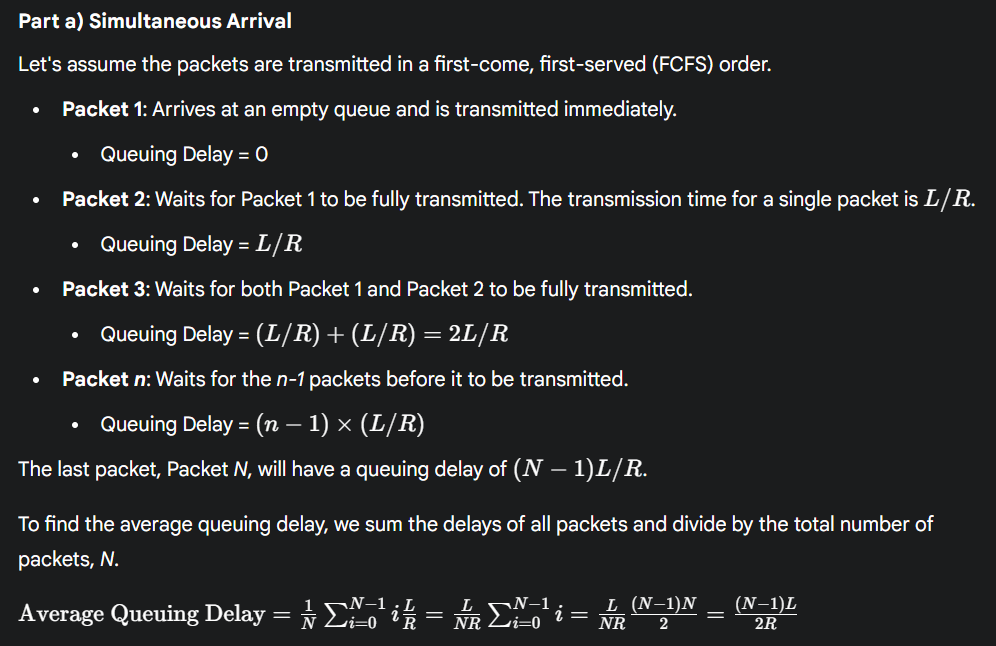 Part a) Simultaneous Arrival
Let's assume the packets are transmitted in a first-come, first-served (FCFS) order.
• Packet 1: Arrives at an empty queue and is transmitted immediately.
• Queuing Delay = 0
• Packet 2: Waits for Packet 1 to be fully transmitted. The transmission time for a single packet is L/R.
• Queuing Delay = L/R
• Packet 3: Waits for both Packet 1 and Packet 2 to be fully transmitted.
• Queuing Delay = (L/R) + (L/R) = 2L/R
• Packet n: Waits for the n-1 packets before it to be transmitted.
• Queuing Delay = (n − 1) × (L/R)
The last packet, Packet N, will have a queuing delay of (N − 1)L/R.
To find the average queuing delay, we sum the delays of all packets and divide by the total number of
packets, N.
Average Queuing Delay = \frac{1}{N} \sum_{i=0}^{N-1} i\frac{L}{R} = \frac{L}{NR} \sum_{i=0}^{N-1} i = \frac{L}{NR} \frac{(N-1)N}{2} = \frac{(N-1)L}{2R}